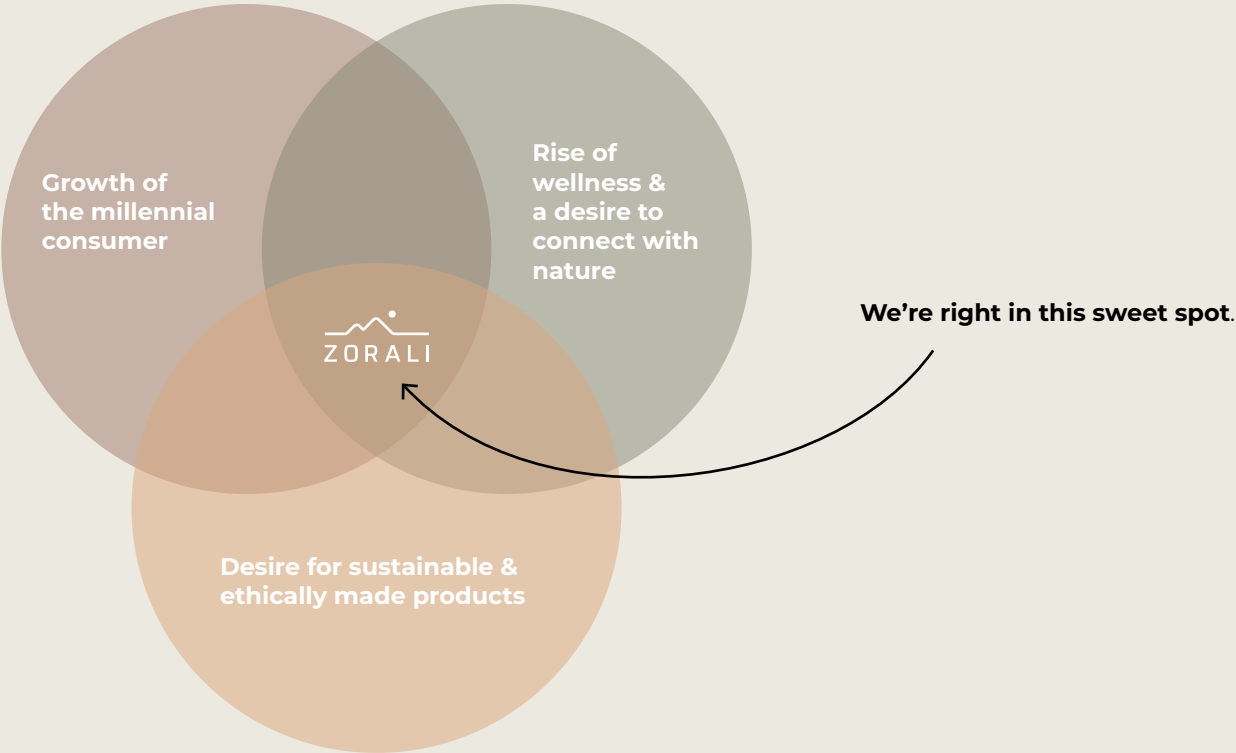 Growth of
the millennial
consumer
Rise of
wellness &
a desire to
connect with
nature
We’re right in this sweet spot.
ZORALI
Desire for sustainable &
ethically made products